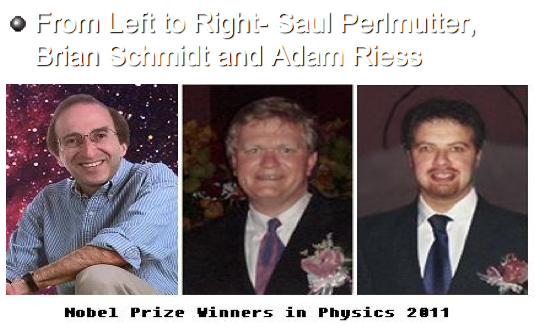 From Left to Right- Saul Perlmutter,
Brian Schmidt and Adam Riess
Nobel Prize Winners in Physics 2011